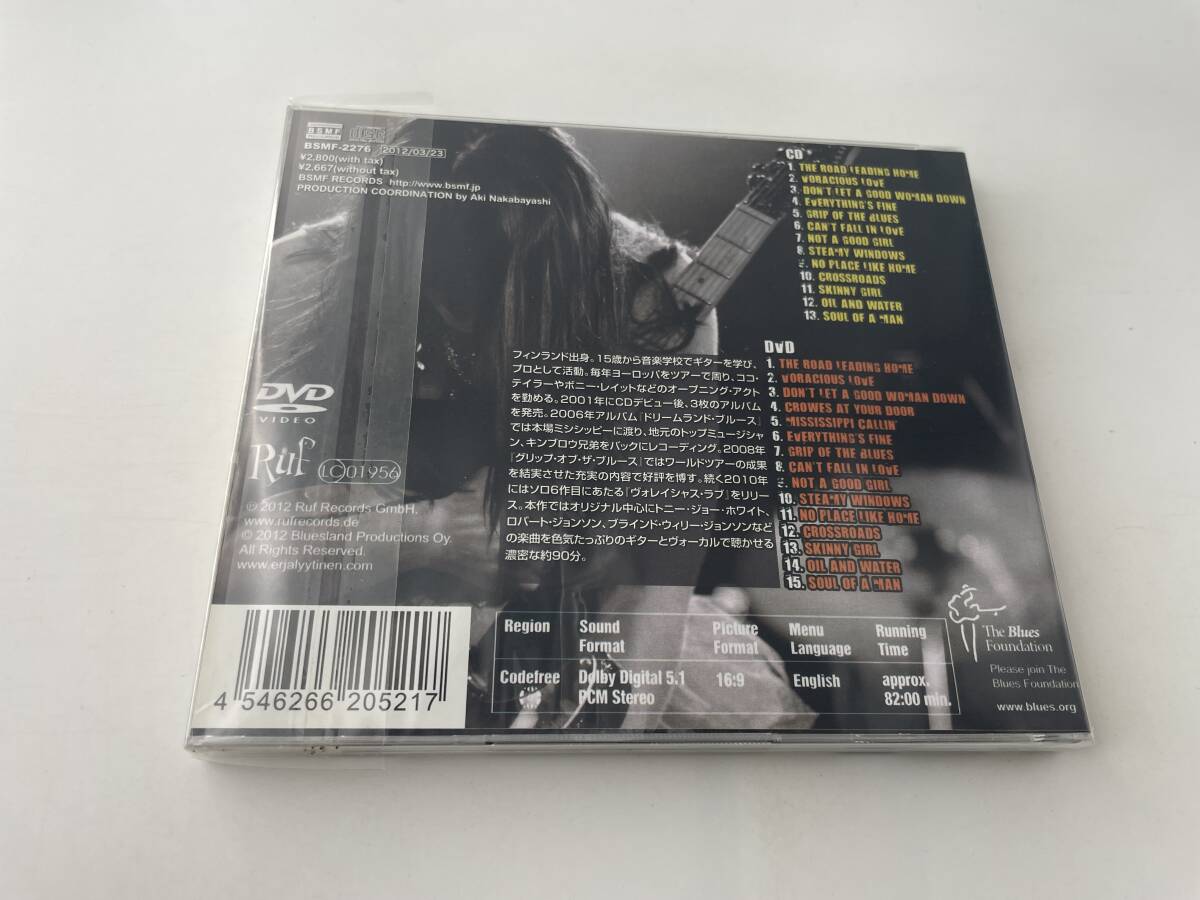 BSMF
BSMF-2276 2012/03/23
¥2,800(with tax)
¥2,667(without tax)
BSMF RECORDS http://www.bsmf.jp
PRODUCTION COORDINATION by Aki Nakabayashi
CD
1. THE ROAD LEADING HOME
2. VORACIOUS LOVE
3. DON'T LET A GOOD WOMAN DOWN
4. EVERYTHING'S FINE
5. GRIP OF THE BLUES
6. CAN'T FALL IN LOVE
7. NOT A GOOD GIRL
8. STEAMY WINDOWS
9. NO PLACE LIKE HOME
10. CROSSROADS
11. SKINNY GIRL
12. OIL AND WATER
13. SOUL OF A MAN
DVD
1. THE ROAD LEADING HOME
2. VORACIOUS LOVE
3. DON'T LET A GOOD WOMAN DOWN
4. CROWES AT YOUR DOOR
5. MISSISSIPPI CALLIN'
6. EVERYTHING'S FINE
7. GRIP OF THE BLUES
8. CAN'T FALL IN LOVE
9. NOT A GOOD GIRL
10. STEAMY WINDOWS
11. NO PLACE LIKE HOME
12. CROSSROADS
13. SKINNY GIRL
14. OIL AND WATER
15. SOUL OF A MAN
フィンランド出身。15歳から音楽学校でギターを学び、
プロとして活動。毎年ヨーロッパをツアーで周り、ココ・
テイラーやボニー・レイットなどのオープニング・アクト
を勤める。2001年にCDデビュー後、3枚のアルバム
を発売。2006年アルバム『ドリームランド・ブルース』
では本場ミシシッピーに渡り、地元のトップミュージシャ
ン、キンブロウ兄弟をバックにレコーディング。2008年
『グリップ・オブ・ザ・ブルース』ではワールドツアーの成果
を結実させた充実の内容で好評を博す。続く2010年
にはソロ6作目にあたる『ヴォレイシャス・ラブ』をリリー
ス。本作ではオリジナル中心にトニー・ジョー・ホワイト、
ロバート・ジョンソン、ブラインド・ウィリー・ジョンソンなど
の楽曲を色気たっぷりのギターとヴォーカルで聴かせる
濃密な約90分。
DVD
VIDEO
Ruf
LC 01956
© 2012 Ruf Records GmbH.
www.rufrecords.de
© 2012 Bluesland Productions Oy.
All Rights Reserved.
www.erjalyytinen.com
4 546266 205217
Region Sound Format Picture Format Menu Language Running Time
Codefree Dolby Digital 5.1 PCM Stereo 16:9 English approx. 82:00 min.
The Blues
Foundation
Please join The
Blues Foundation
www.blues.org